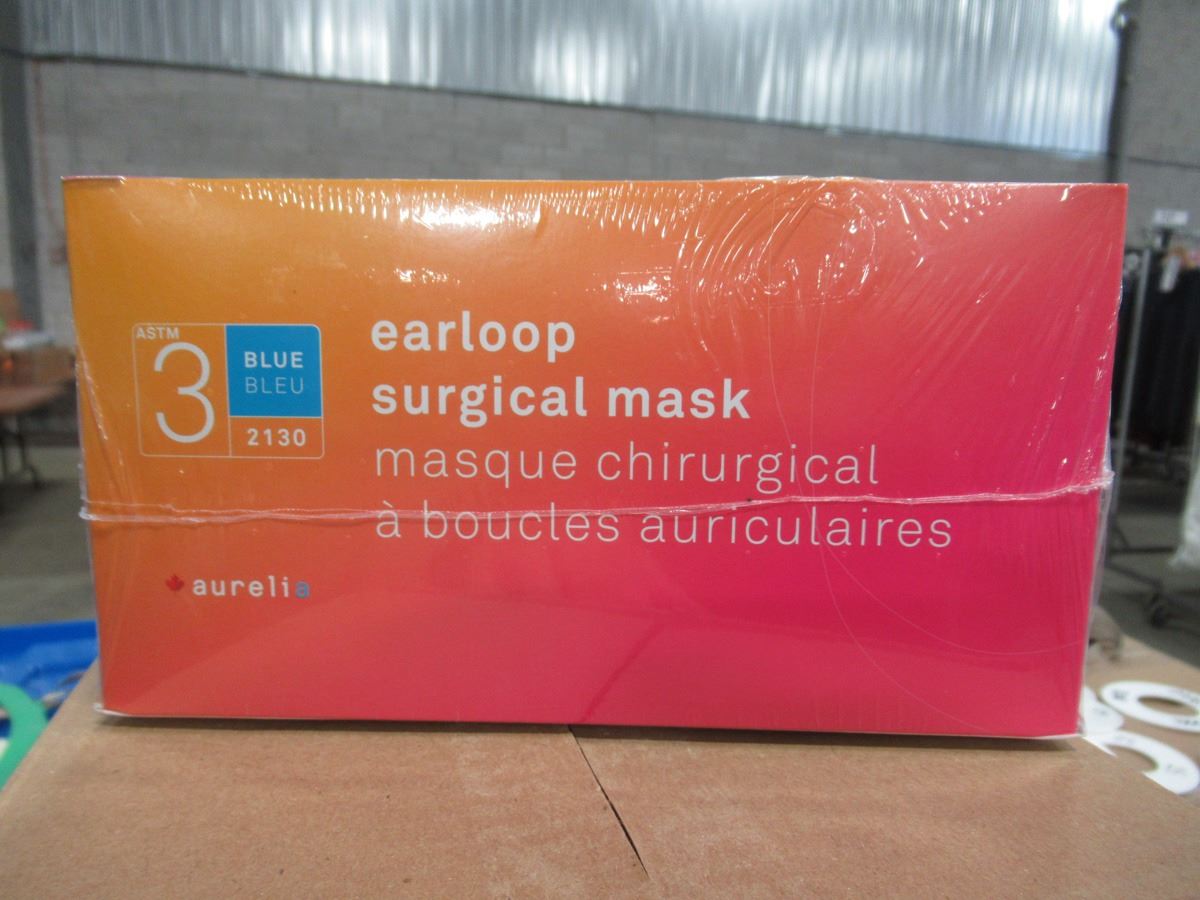 ASTM
3
BLUE
BLEU
2130
earloop
surgical mask
masque chirurgical
à boucles auriculaires
aurelia